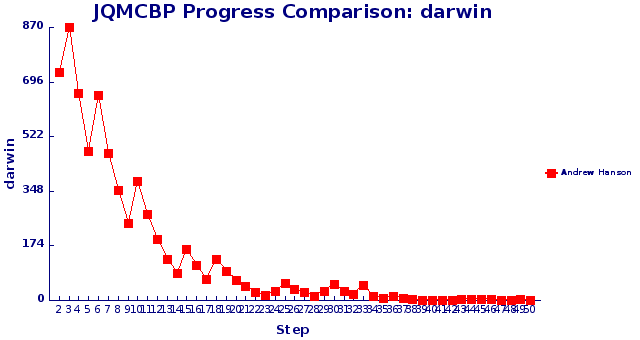 JQMCBP Progress Comparison: darwin
870
696
522
348
174
0
darwin
2 3 4 5 6 7 8 9 10 11 12 13 14 15 16 17 18 19 20 21 22 23 24 25 26 27 28 29 30 31 32 33 34 35 36 37 38 39 40 41 42 43 44 45 46 47 48 49 50
Step
Andrew Hanson